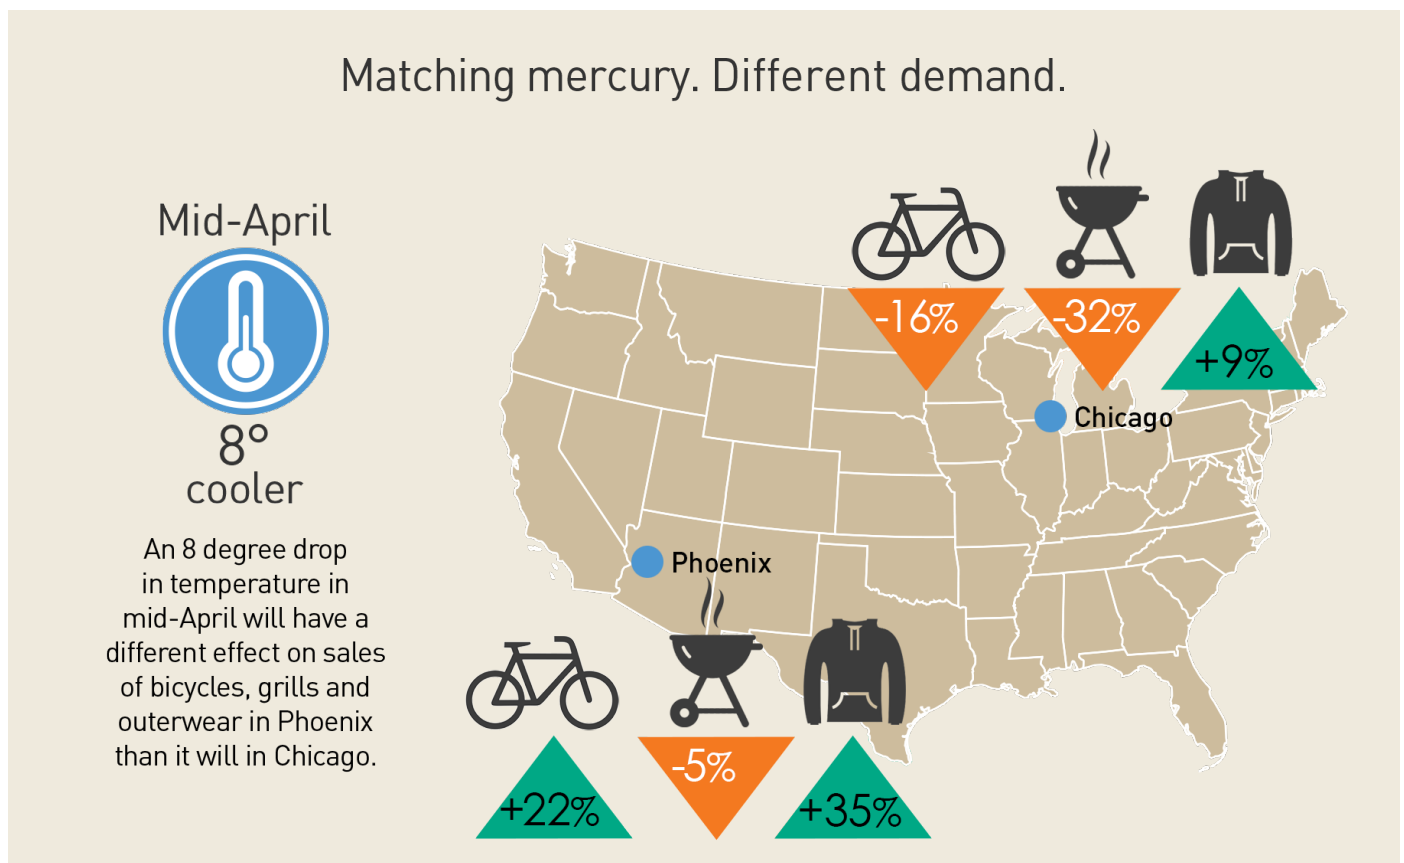 Matching mercury. Different demand.
Mid-April
8°
cooler
An 8 degree drop
in temperature in
mid-April will have a
different effect on sales
of bicycles, grills and
outerwear in Phoenix
than it will in Chicago.
-16%
-32%
+9%
Chicago
Phoenix
+22%
-5%
+35%